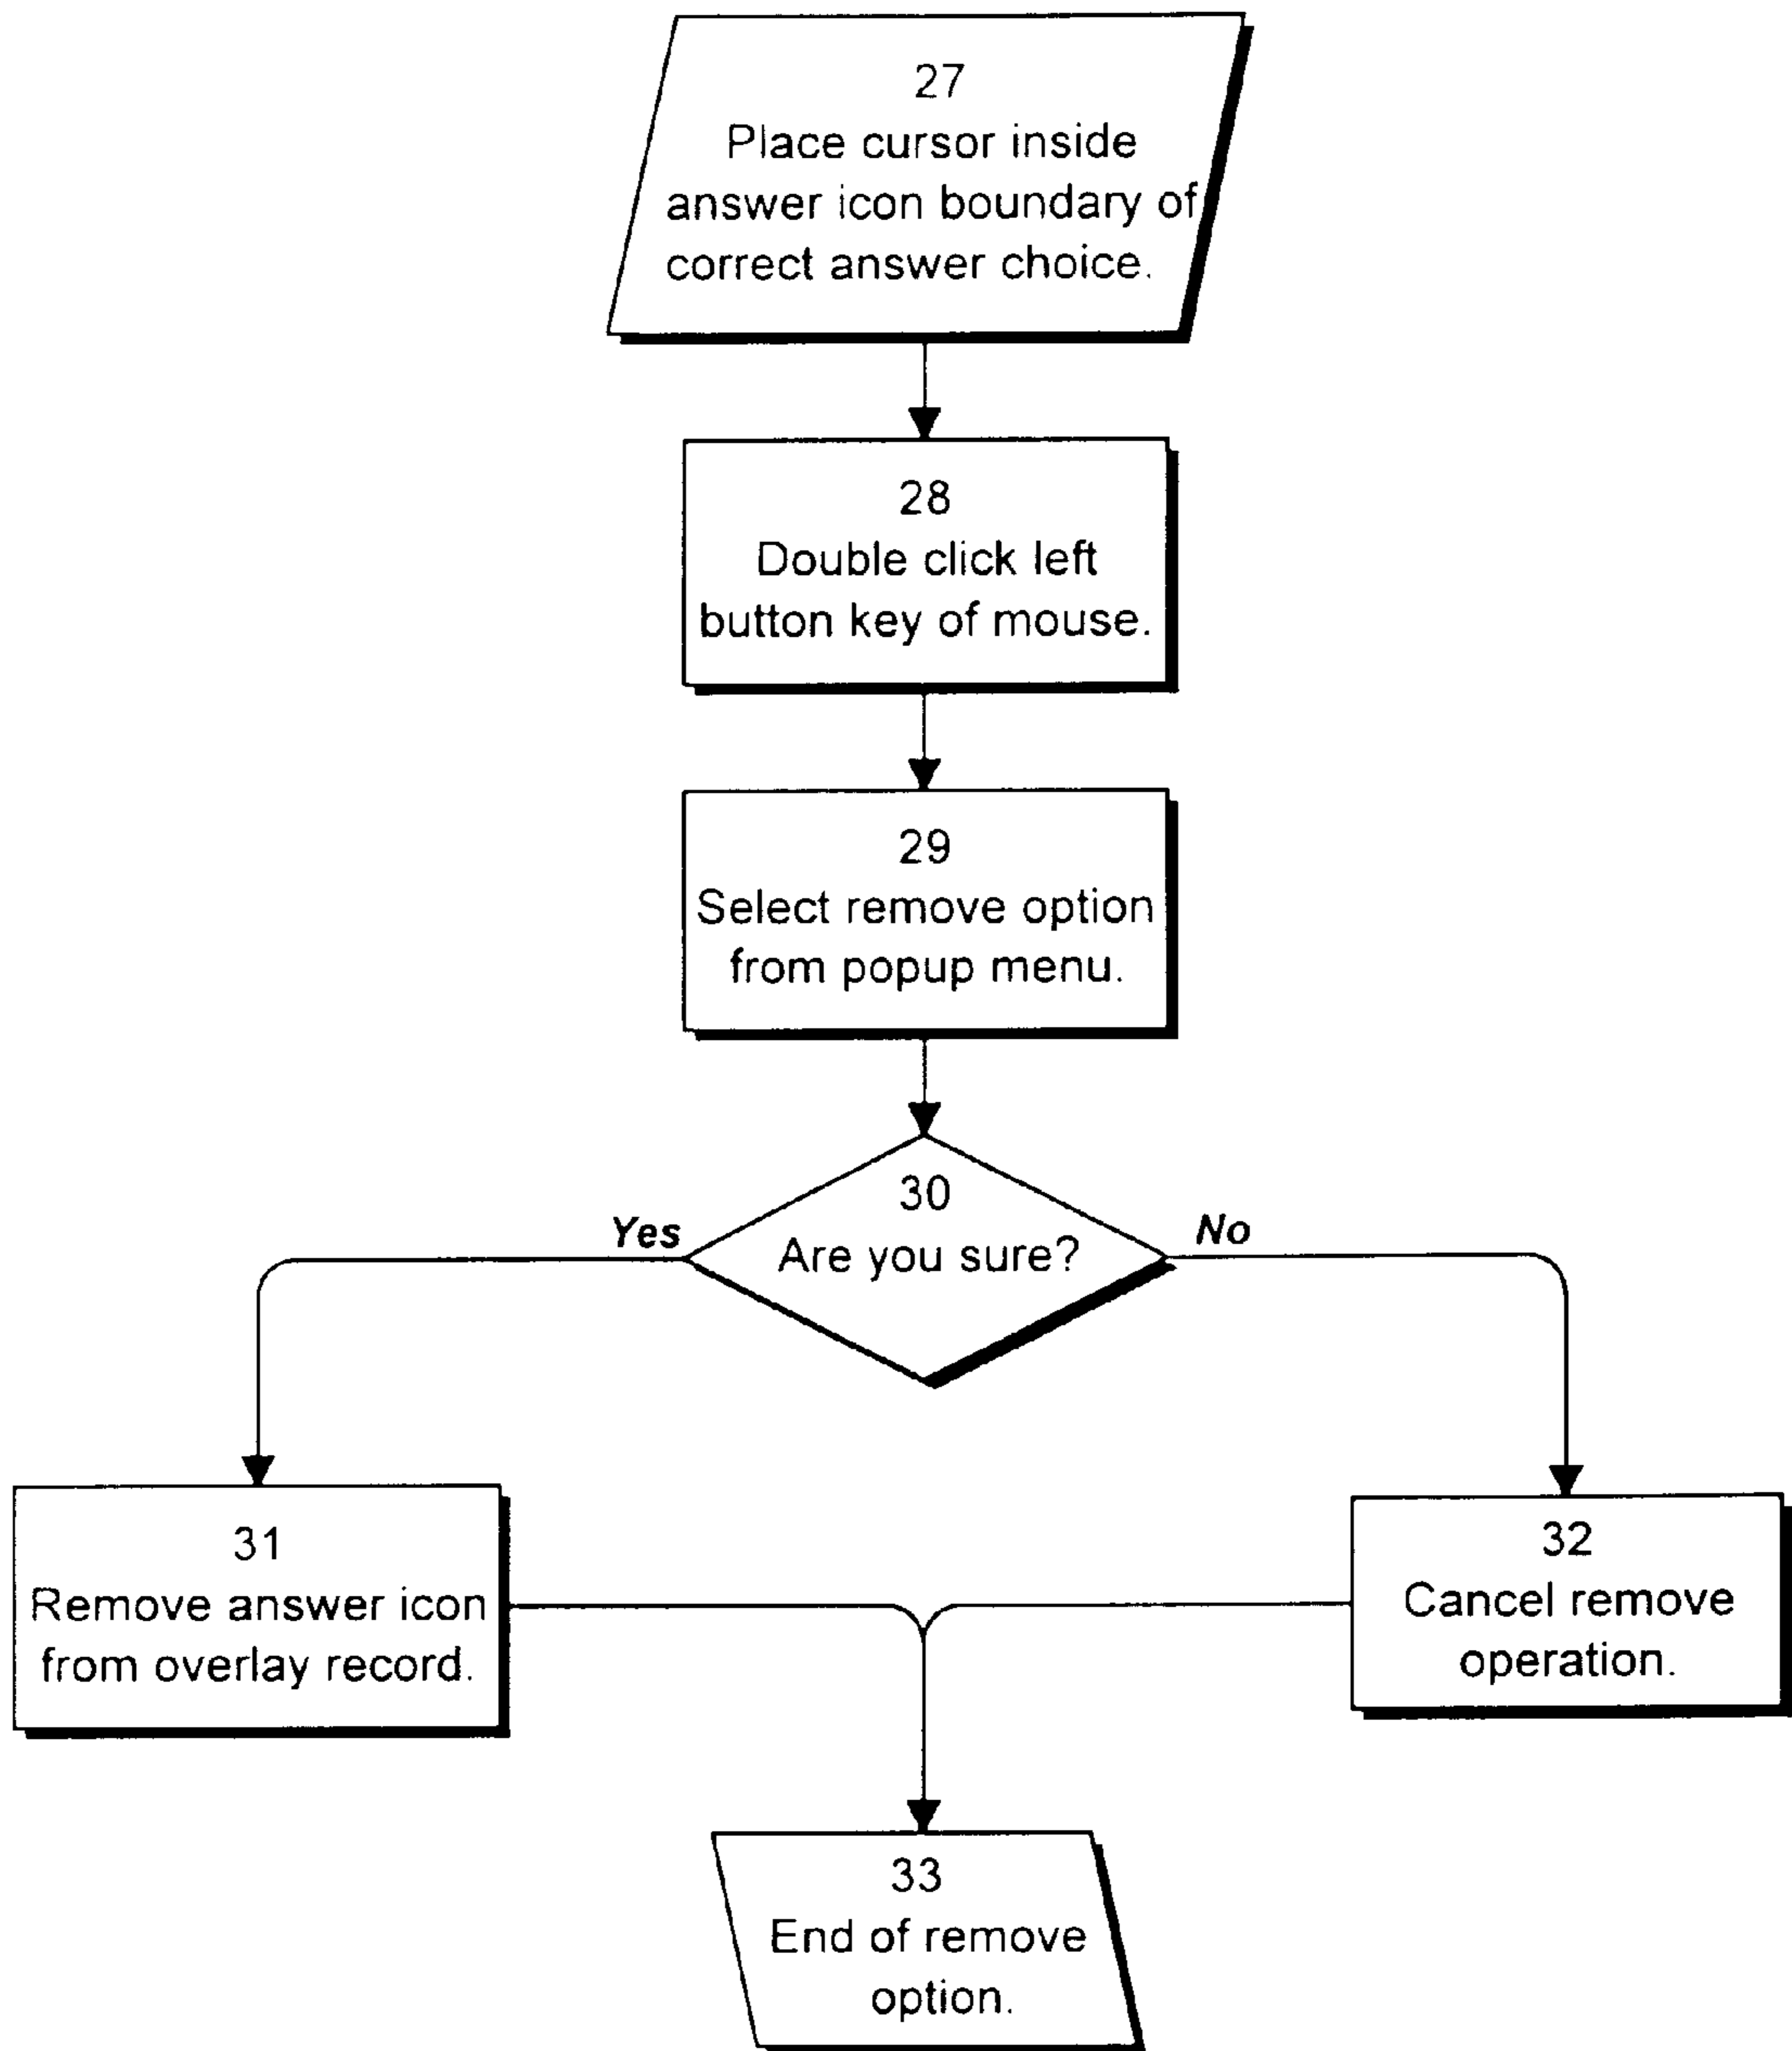 27
Place cursor inside
answer icon boundary of
correct answer choice.
28
Double click left
button key of mouse.
29
Select remove option
from popup menu.
30
Are you sure?
Yes
No
31
Remove answer icon
from overlay record.
32
Cancel remove
operation.
33
End of remove
option.